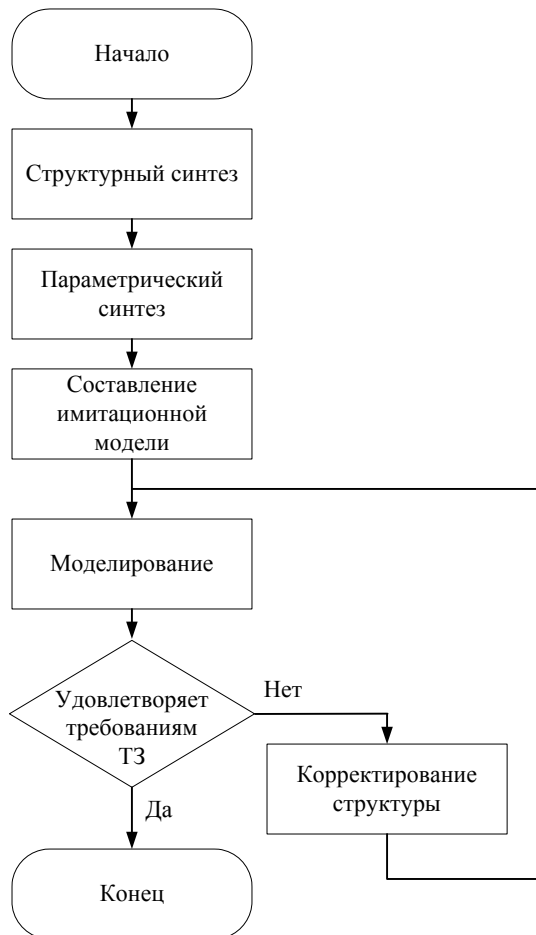 Начало
Структурный синтез
Параметрический
синтез
Составление
имитационной
модели
Моделирование
Удовлетворяет
требованиям
ТЗ
Нет
Корректирование
структуры
Да
Конец